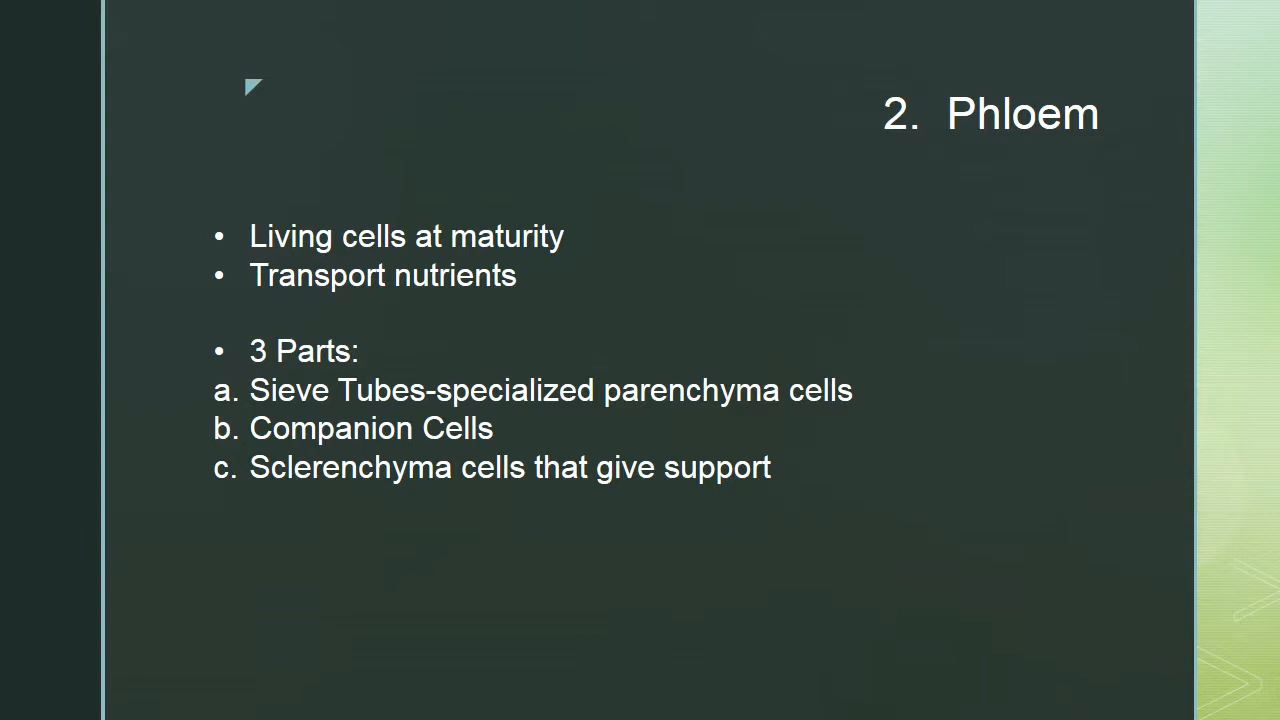 2. Phloem
• Living cells at maturity
• Transport nutrients
• 3 Parts:
a. Sieve Tubes-specialized parenchyma cells
b. Companion Cells
c. Sclerenchyma cells that give support